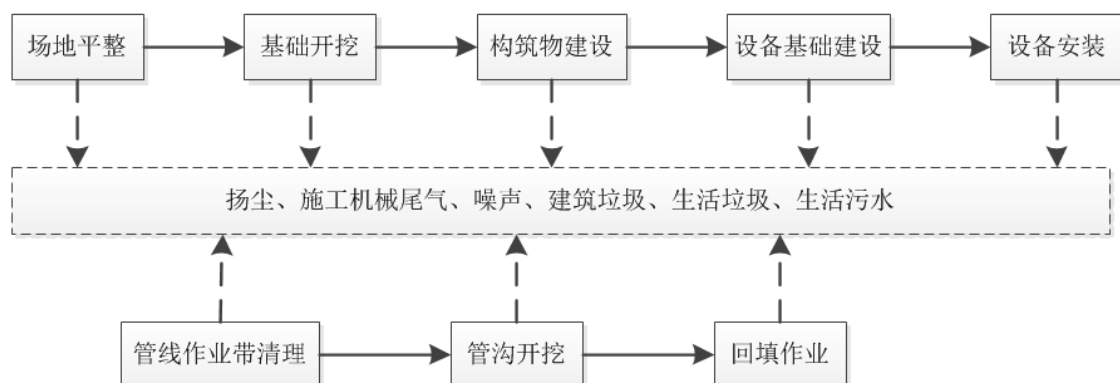 场地平整
基础开挖
构筑物建设
设备基础建设
设备安装
扬尘、施工机械尾气、噪声、建筑垃圾、生活垃圾、生活污水
管线作业带清理
管沟开挖
回填作业